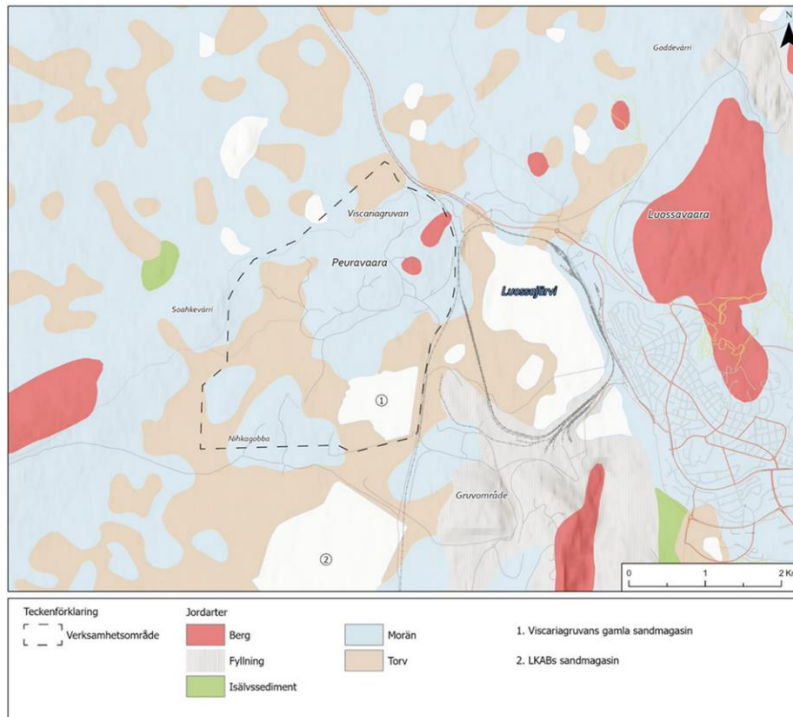 N
Goddevárri
Luossavaara
Viscariagruvan
Peuravaara
Luossajärvi
Soahkevárri
1
Nihkagobba
Gruvområde
2
0 1 2 K
Teckenförklaring
Verksamhetsområde
Jordarter
Berg
Fyllning
Isälvssediment
Morän
Torv
1. Viscariagruvans gamla sandmagasin
2. LKABs sandmagasin